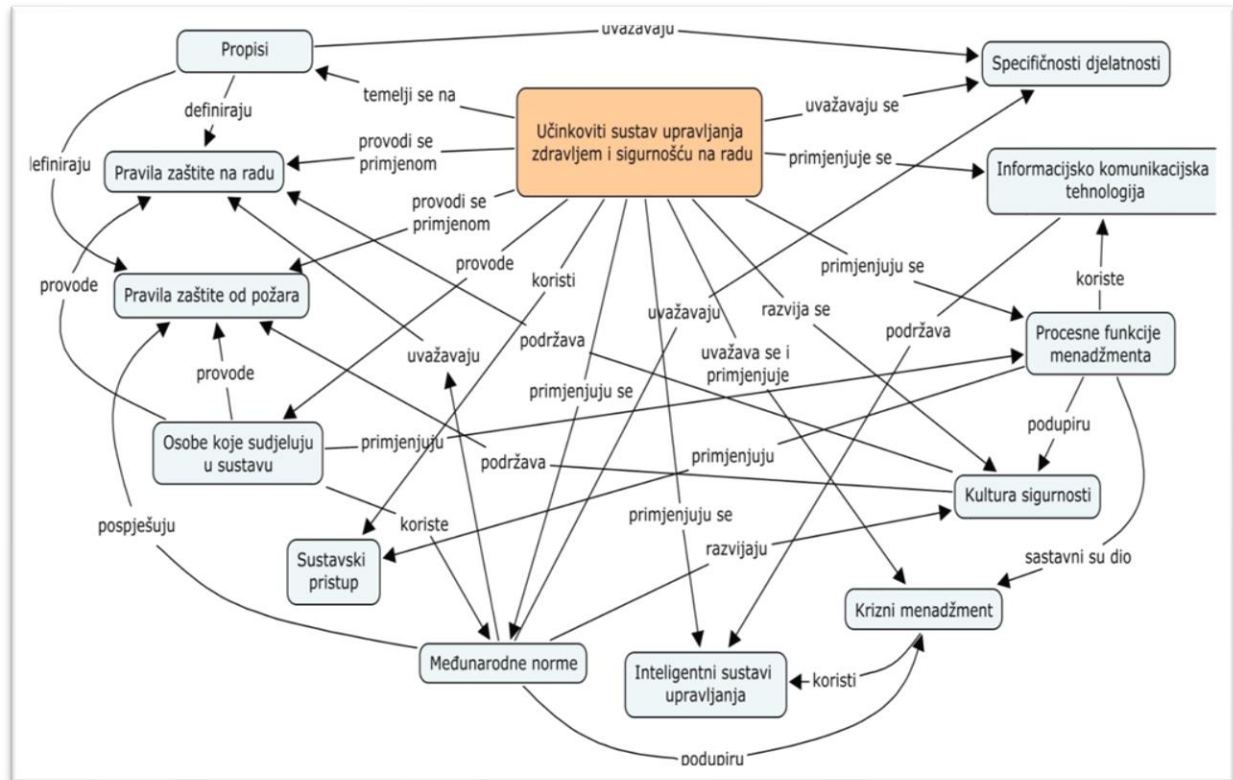 uvažavaju
Propisi
Specifičnosti djelatnosti
temelji se na
uvažavaju se
definiraju
Učinkoviti sustav upravljanja
zdravljem i sigurnošću na radu
provodi se
primjenom
primjenjuje se
Informacijsko komunikacijska
tehnologija
definiraju
Pravila zaštite na radu
provodi se
primjenom
provode
koristi
primjenjuju se
koriste
provode
Pravila zaštite od požara
uvažavaju
razvija se
podržava
Procesne funkcije
menadžmenta
uvažavaju
podržava
uvažava se i
primjenjuje
provode
primjenjuju se
podupiru
Osobe koje sudjeluju
u sustavu
primjenjuju
podržava
primjenjuju
Kultura sigurnosti
pospješuju
koriste
primjenjuju se
razvijaju
sastavni su dio
Sustavski
pristup
Krizni menadžment
Međunarodne norme
Inteligentni sustavi
upravljanja
koristi
podupiru